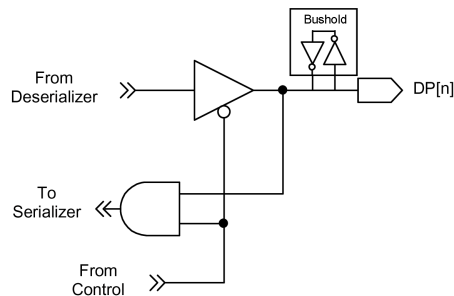 Bushold
From
Deserializer
DP[n]
To
Serializer
From
Control